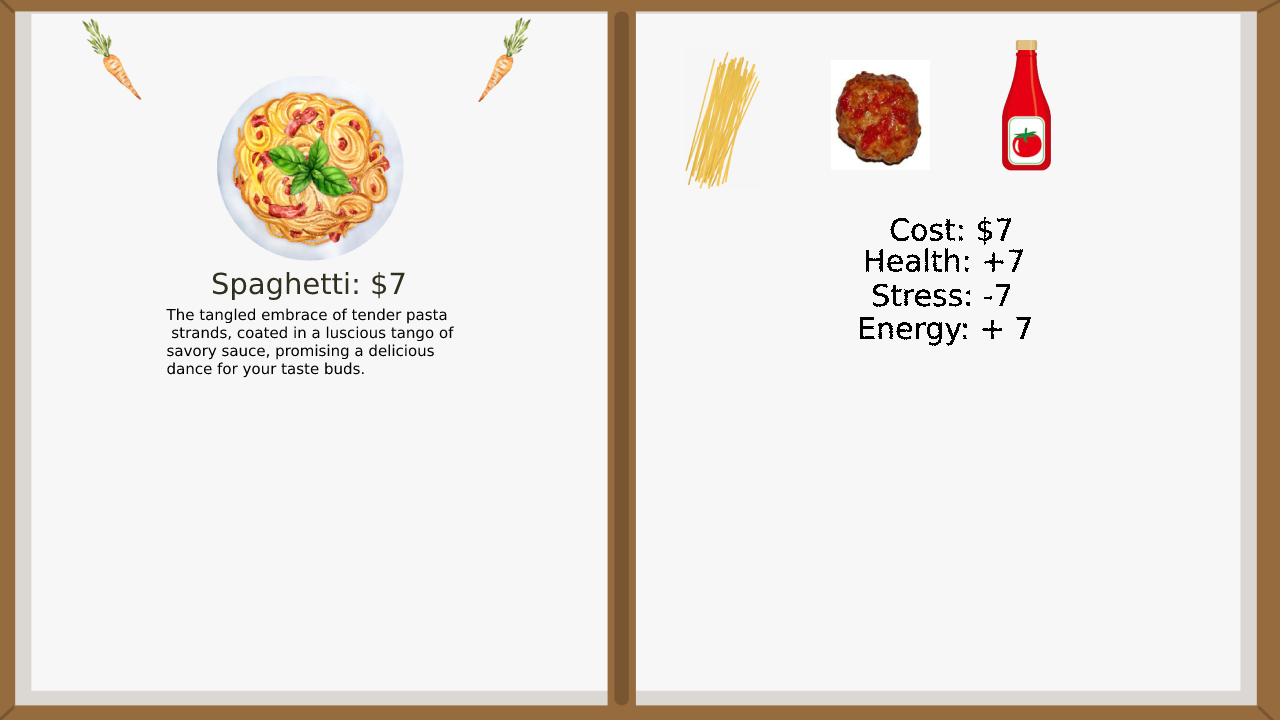 Spaghetti: $7
The tangled embrace of tender pasta
strands, coated in a luscious tango of
savory sauce, promising a delicious
dance for your taste buds.
Cost: $7
Health: +7
Stress: -7
Energy: + 7